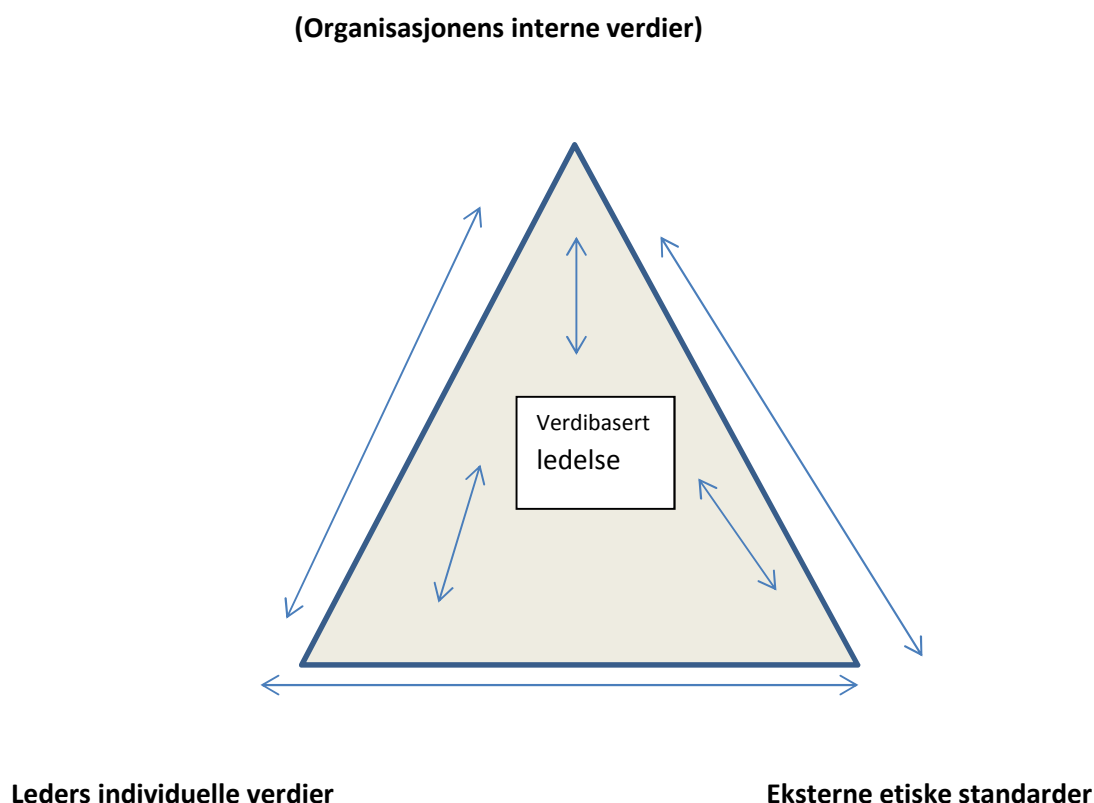 (Organisasjonens interne verdier)
Verdibasert
ledelse
Leders individuelle verdier
Eksterne etiske standarder